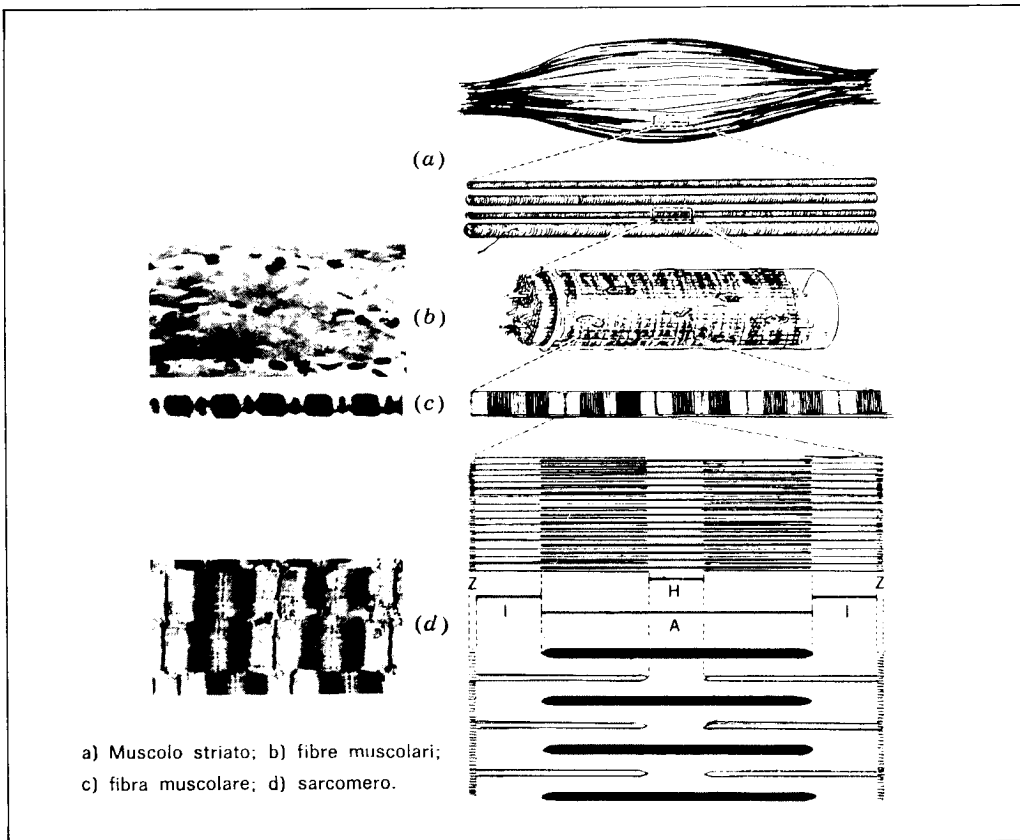 (a)
(b)
(c)
Z H Z
I A I
(d)
a) Muscolo striato; b) fibre muscolari;
c) fibra muscolare; d) sarcomero.